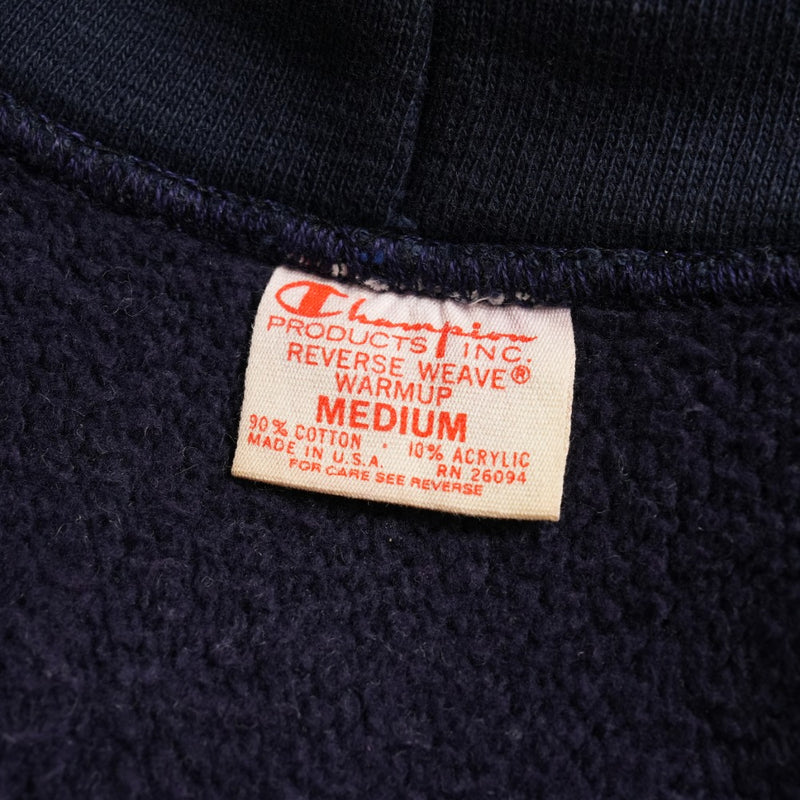 Champion
PRODUCTS INC.
REVERSE WEAVE®
WARMUP
MEDIUM
90% COTTON · 10% ACRYLIC
MADE IN U.S.A. RN 26094
FOR CARE SEE REVERSE